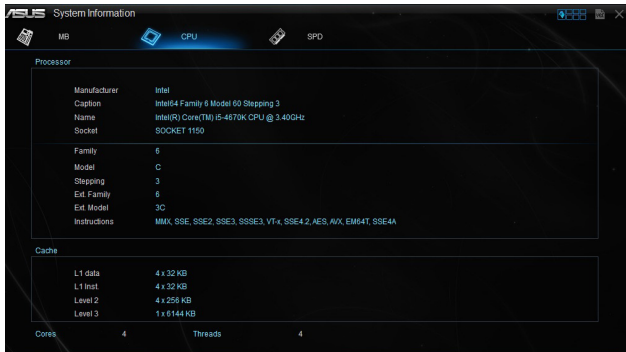 ASUS System Information
MB CPU SPD
Processor
Manufacturer Intel
Caption Intel64 Family 6 Model 60 Stepping 3
Name Intel(R) Core(TM) i5-4670K CPU @ 3.40GHz
Socket SOCKET 1150
Family 6
Model C
Stepping 3
Ext. Family 6
Ext. Model 3C
Instructions MMX, SSE, SSE2, SSE3, SSSE3, VT-x, SSE4.2, AES, AVX, EM64T, SSE4A
Cache
L1 data 4 x 32 KB
L1 Inst. 4 x 32 KB
Level 2 4 x 256 KB
Level 3 1 x 6144 KB
Cores 4 Threads 4